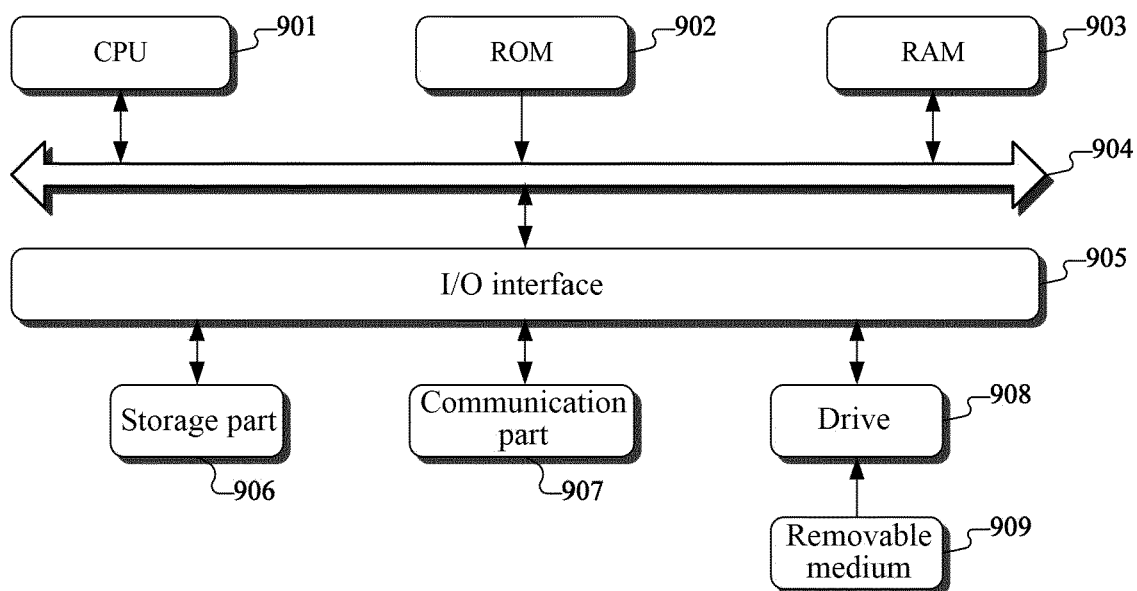 CPU
901
ROM
902
RAM
903
904
I/O interface
905
Storage part
906
Communication
part
907
Drive
908
Removable
medium
909